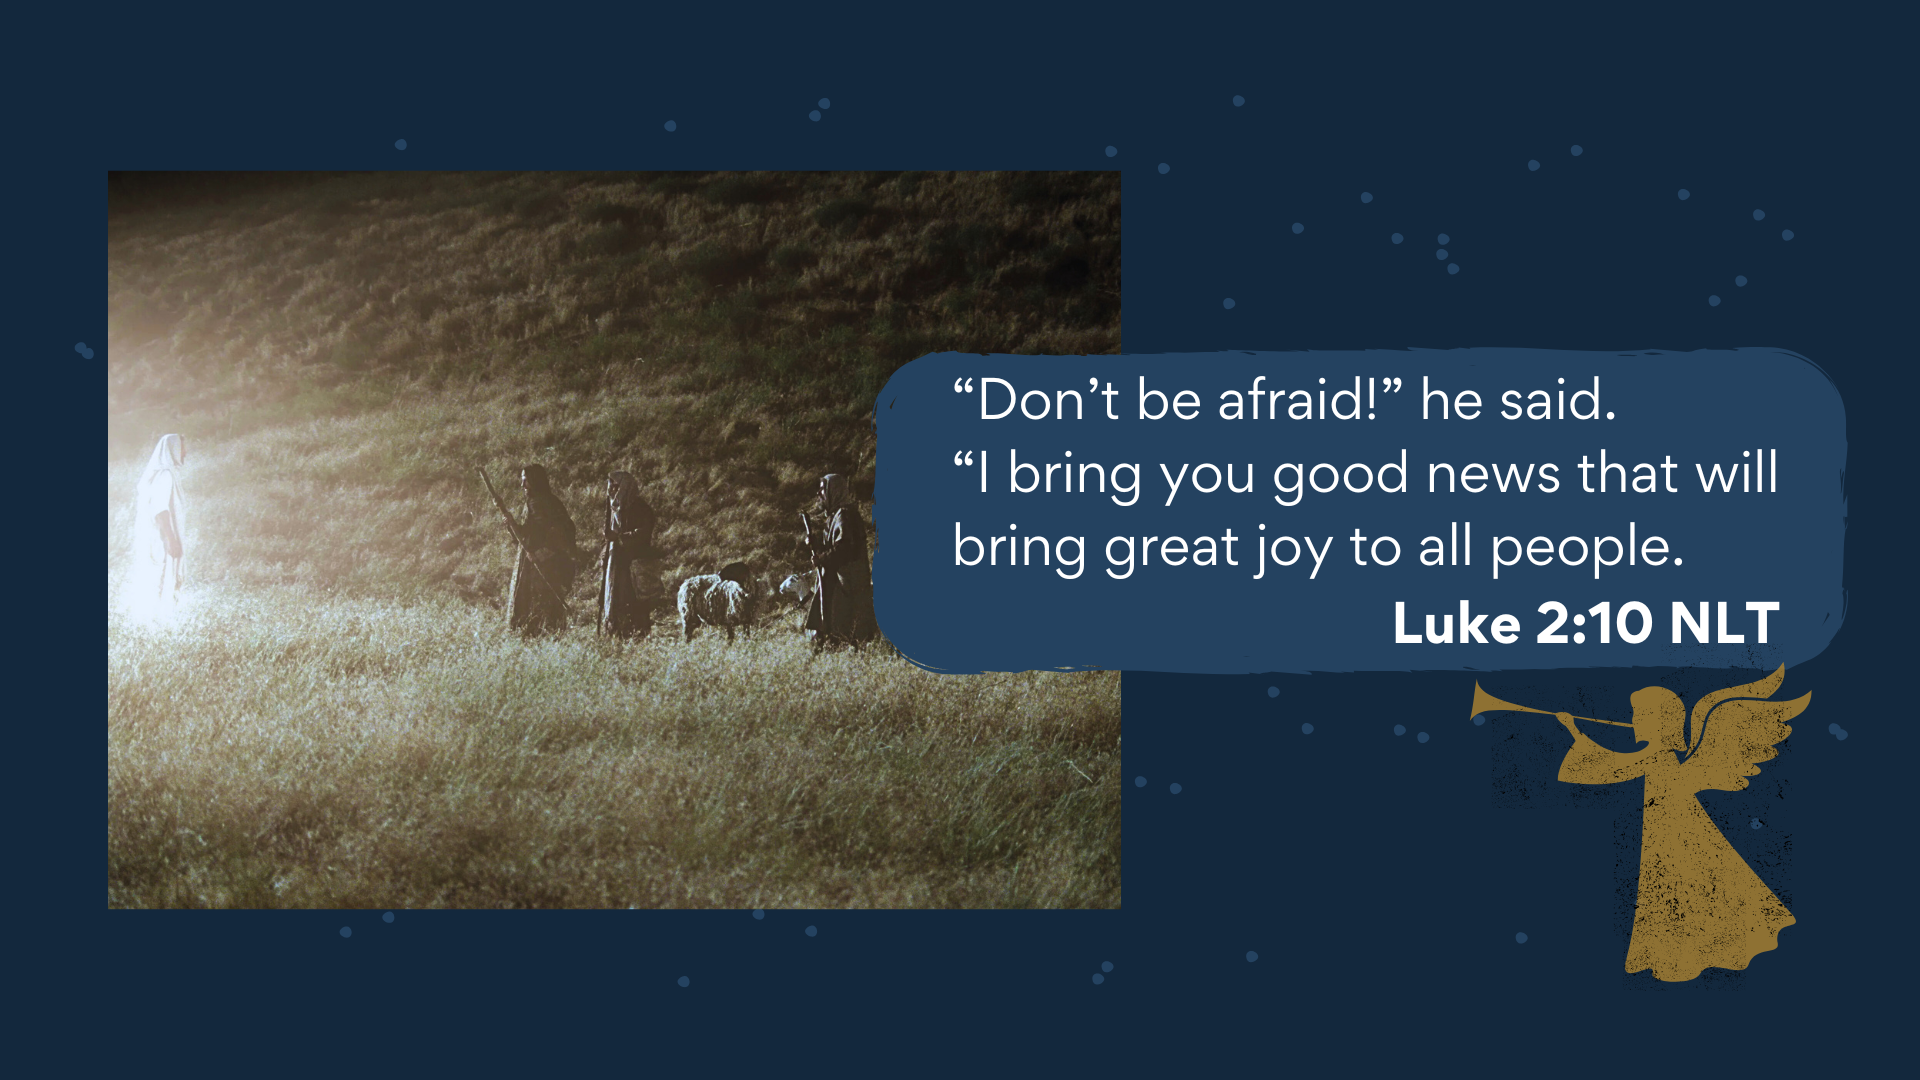 “Don’t be afraid!” he said.
“I bring you good news that will
bring great joy to all people.
Luke 2:10 NLT